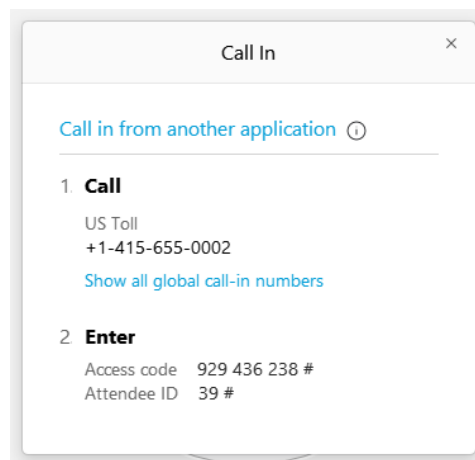 Call In
Call in from another application
1. Call
US Toll
+1-415-655-0002
Show all global call-in numbers
2. Enter
Access code 929 436 238 #
Attendee ID 39 #